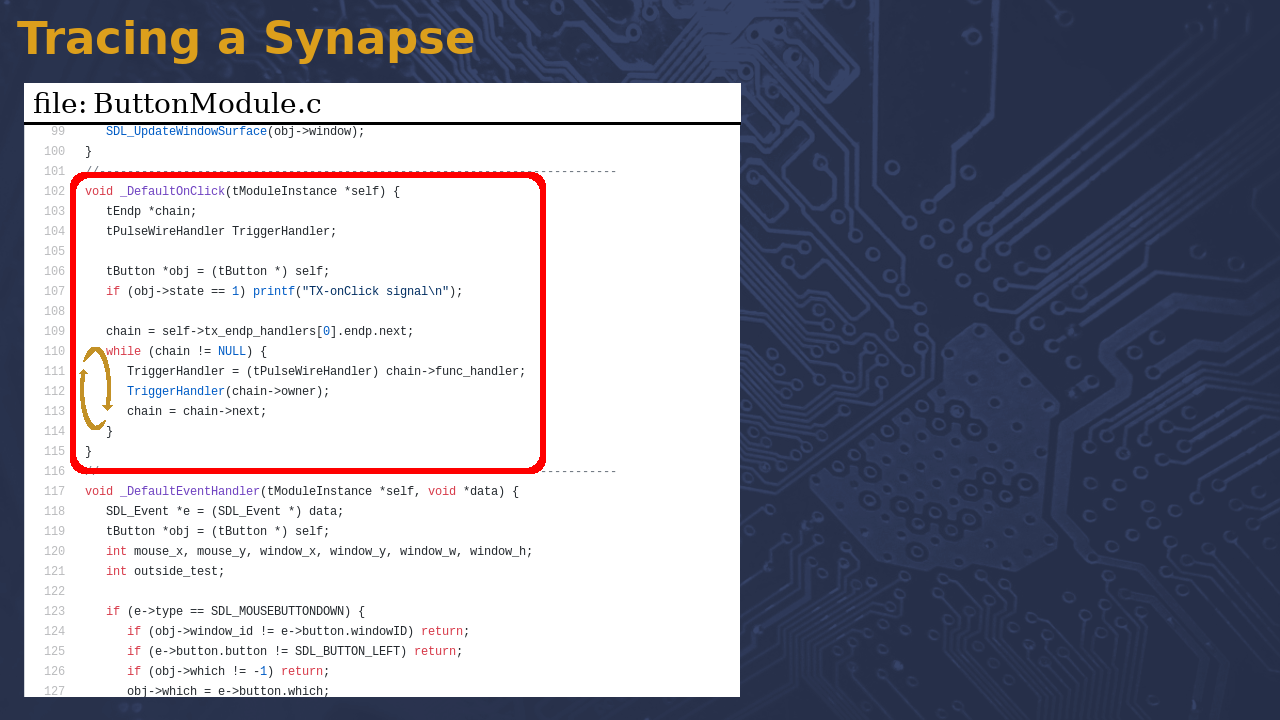 Tracing a Synapse
file: ButtonModule.c
99 SDL_UpdateWindowSurface(obj->window);
100 }
101 //--------------------------------------------------------------------------
102 void _DefaultOnClick(tModuleInstance *self) {
103 tEndp *chain;
104 tPulseWireHandler TriggerHandler;
105
106 tButton *obj = (tButton *) self;
107 if (obj->state == 1) printf("TX-onClick signal\n");
108
109 chain = self->tx_endp_handlers[0].endp.next;
110 while (chain != NULL) {
111 TriggerHandler = (tPulseWireHandler) chain->func_handler;
112 TriggerHandler(chain->owner);
113 chain = chain->next;
114 }
115 }
116 //--------------------------------------------------------------------------
117 void _DefaultEventHandler(tModuleInstance *self, void *data) {
118 SDL_Event *e = (SDL_Event *) data;
119 tButton *obj = (tButton *) self;
120 int mouse_x, mouse_y, window_x, window_y, window_w, window_h;
121 int outside_test;
122
123 if (e->type == SDL_MOUSEBUTTONDOWN) {
124 if (obj->window_id != e->button.windowID) return;
125 if (e->button.button != SDL_BUTTON_LEFT) return;
126 if (obj->which != -1) return;
127 obj->which = e->button.which;